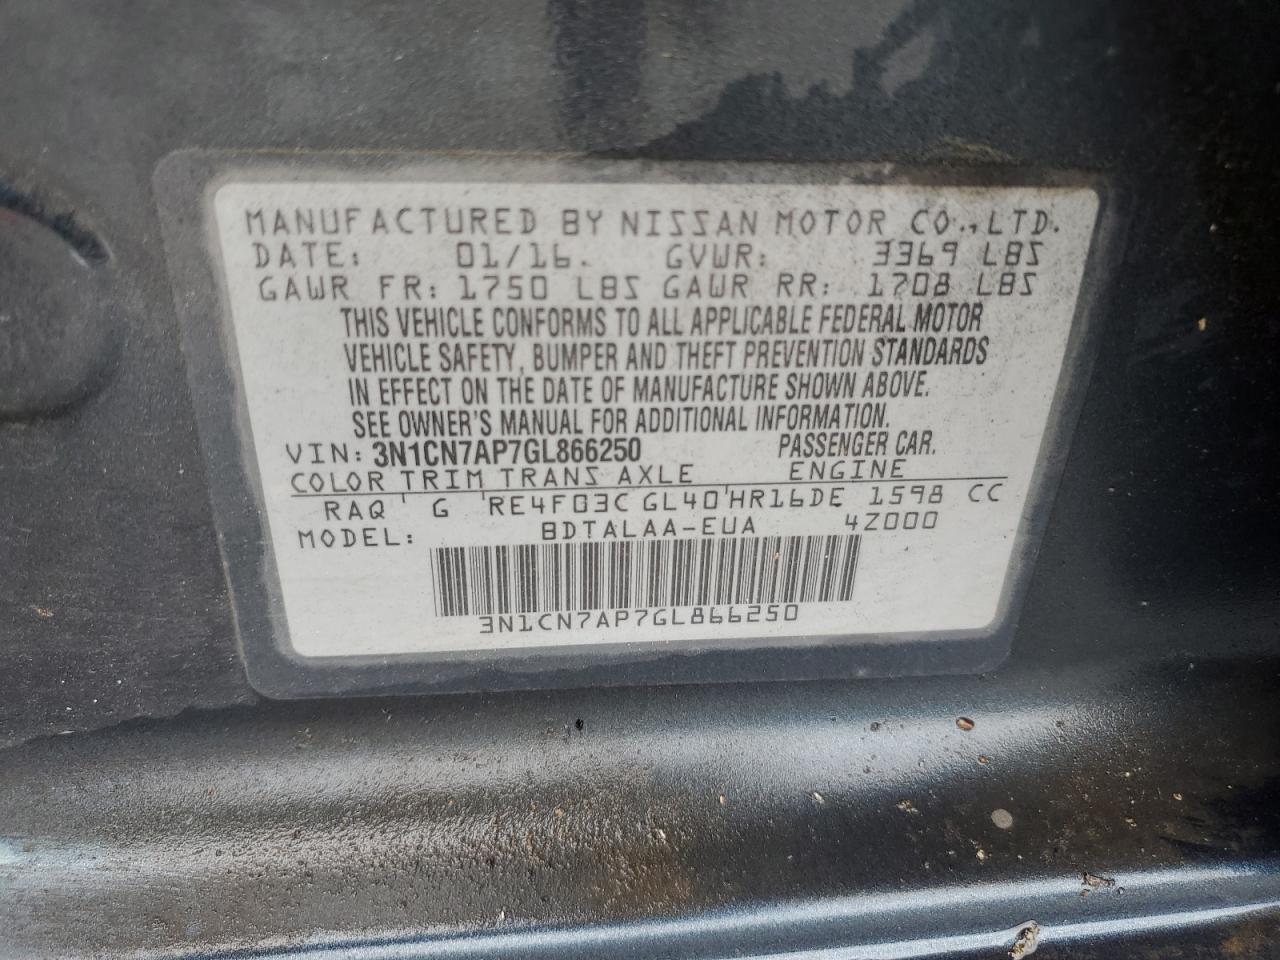 MANUFACTURED BY NISSAN MOTOR CO., LTD.
DATE: 01/16. GVWR: 3369 LBS
GAWR FR: 1750 LBS GAWR RR: 1708 LBS
THIS VEHICLE CONFORMS TO ALL APPLICABLE FEDERAL MOTOR
VEHICLE SAFETY, BUMPER AND THEFT PREVENTION STANDARDS
IN EFFECT ON THE DATE OF MANUFACTURE SHOWN ABOVE.
SEE OWNER'S MANUAL FOR ADDITIONAL INFORMATION.
VIN: 3N1CN7AP7GL866250 PASSENGER CAR.
COLOR TRIM TRANS AXLE ENGINE
RAQ ' G ' RE4F03C GL40 ' HR16DE 1598 CC
MODEL: BDTALAA-EUA 4Z000
3N1CN7AP7GL866250